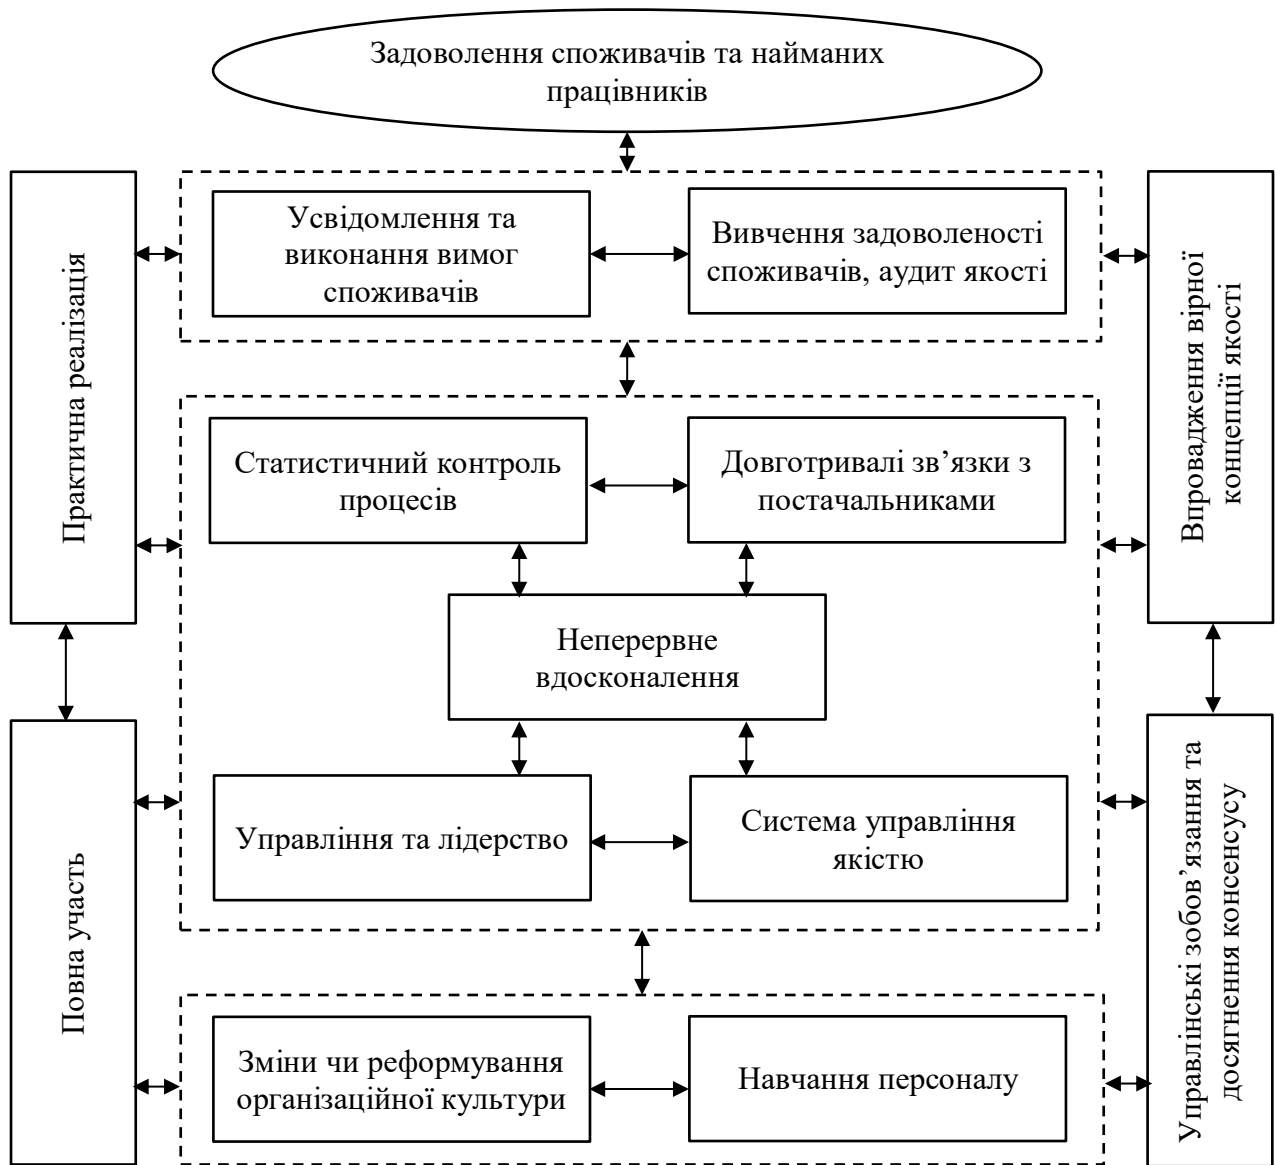 Задоволення споживачів та найманих
працівників
Практична реалізація
Усвідомлення та
виконання вимог
споживачів
Вивчення задоволеності
споживачів, аудит якості
Впровадження вірної
концепції якості
Статистичний контроль
процесів
Довготривалі зв’язки з
постачальниками
Неперервне
вдосконалення
Управління та лідерство
Система управління
якістю
Повна участь
Управлінські зобов’язання та
досягнення консенсусу
Зміни чи реформування
організаційної культури
Навчання персоналу